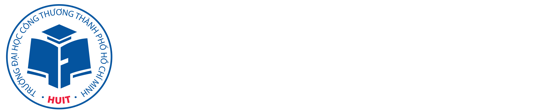 TRƯỜNG ĐẠI HỌC CÔNG THƯƠNG THÀNH PHỐ HỒ CHÍ MINH
HUIT